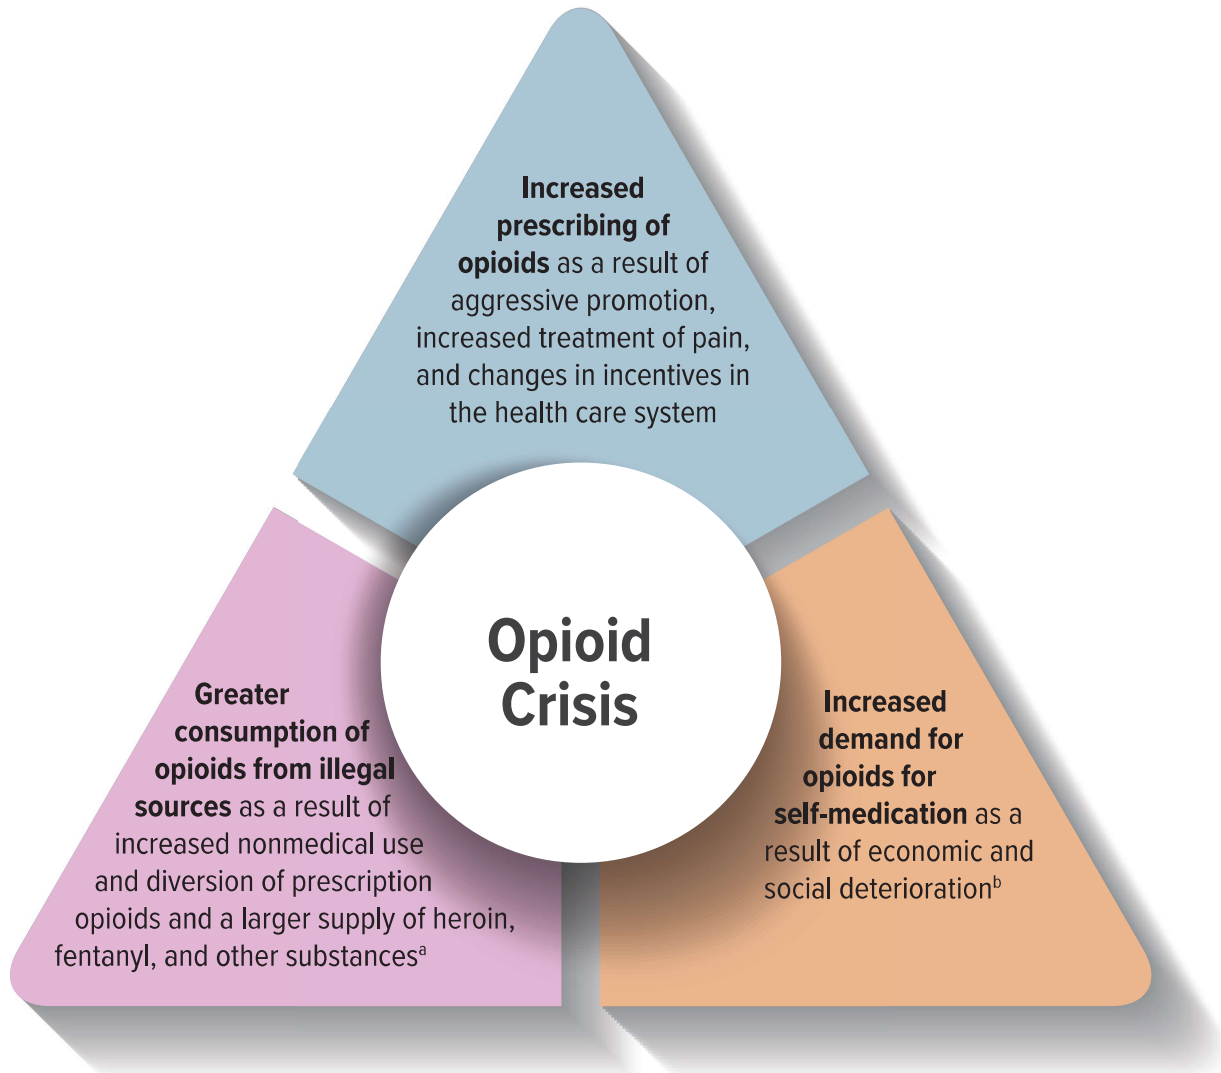 Increased
prescribing of
opioids as a result of
aggressive promotion,
increased treatment of pain,
and changes in incentives in
the health care system
Opioid
Crisis
Greater
consumption of
opioids from illegal
sources as a result of
increased nonmedical use
and diversion of prescription
opioids and a larger supply of heroin,
fentanyl, and other substancesᵃ
Increased
demand for
opioids for
self-medication as a
result of economic and
social deteriorationᵇ